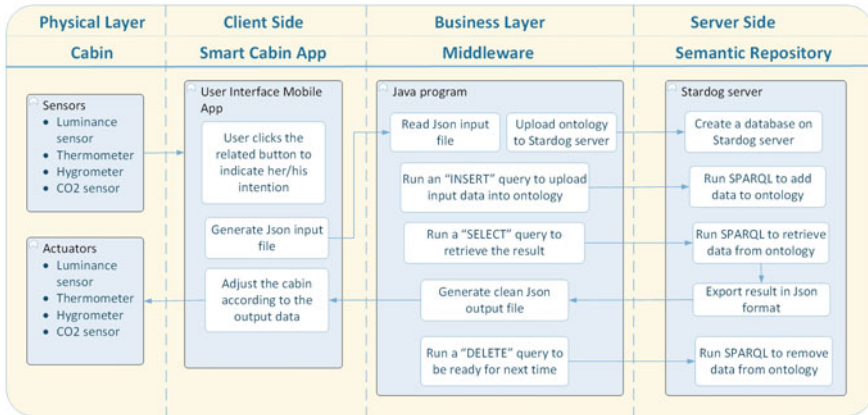 Physical Layer
Client Side
Business Layer
Server Side
Cabin
Smart Cabin App
Middleware
Semantic Repository
Sensors
• Luminance
sensor
• Thermometer
• Hygrometer
• CO2 sensor
Actuators
• Luminance
sensor
• Thermometer
• Hygrometer
• CO2 sensor
User Interface Mobile
App
User clicks the
related button to
indicate her/his
intention
Generate Json input
file
Adjust the cabin
according to the
output data
Java program
Read Json input
file
Upload ontology
to Stardog server
Run an “INSERT” query to upload
input data into ontology
Run a “SELECT” query to
retrieve the result
Generate clean Json
output file
Run a “DELETE” query to
be ready for next time
Stardog server
Create a database on
Stardog server
Run SPARQL to add
data to ontology
Run SPARQL to retrieve
data from ontology
Export result in Json
format
Run SPARQL to remove
data from ontology